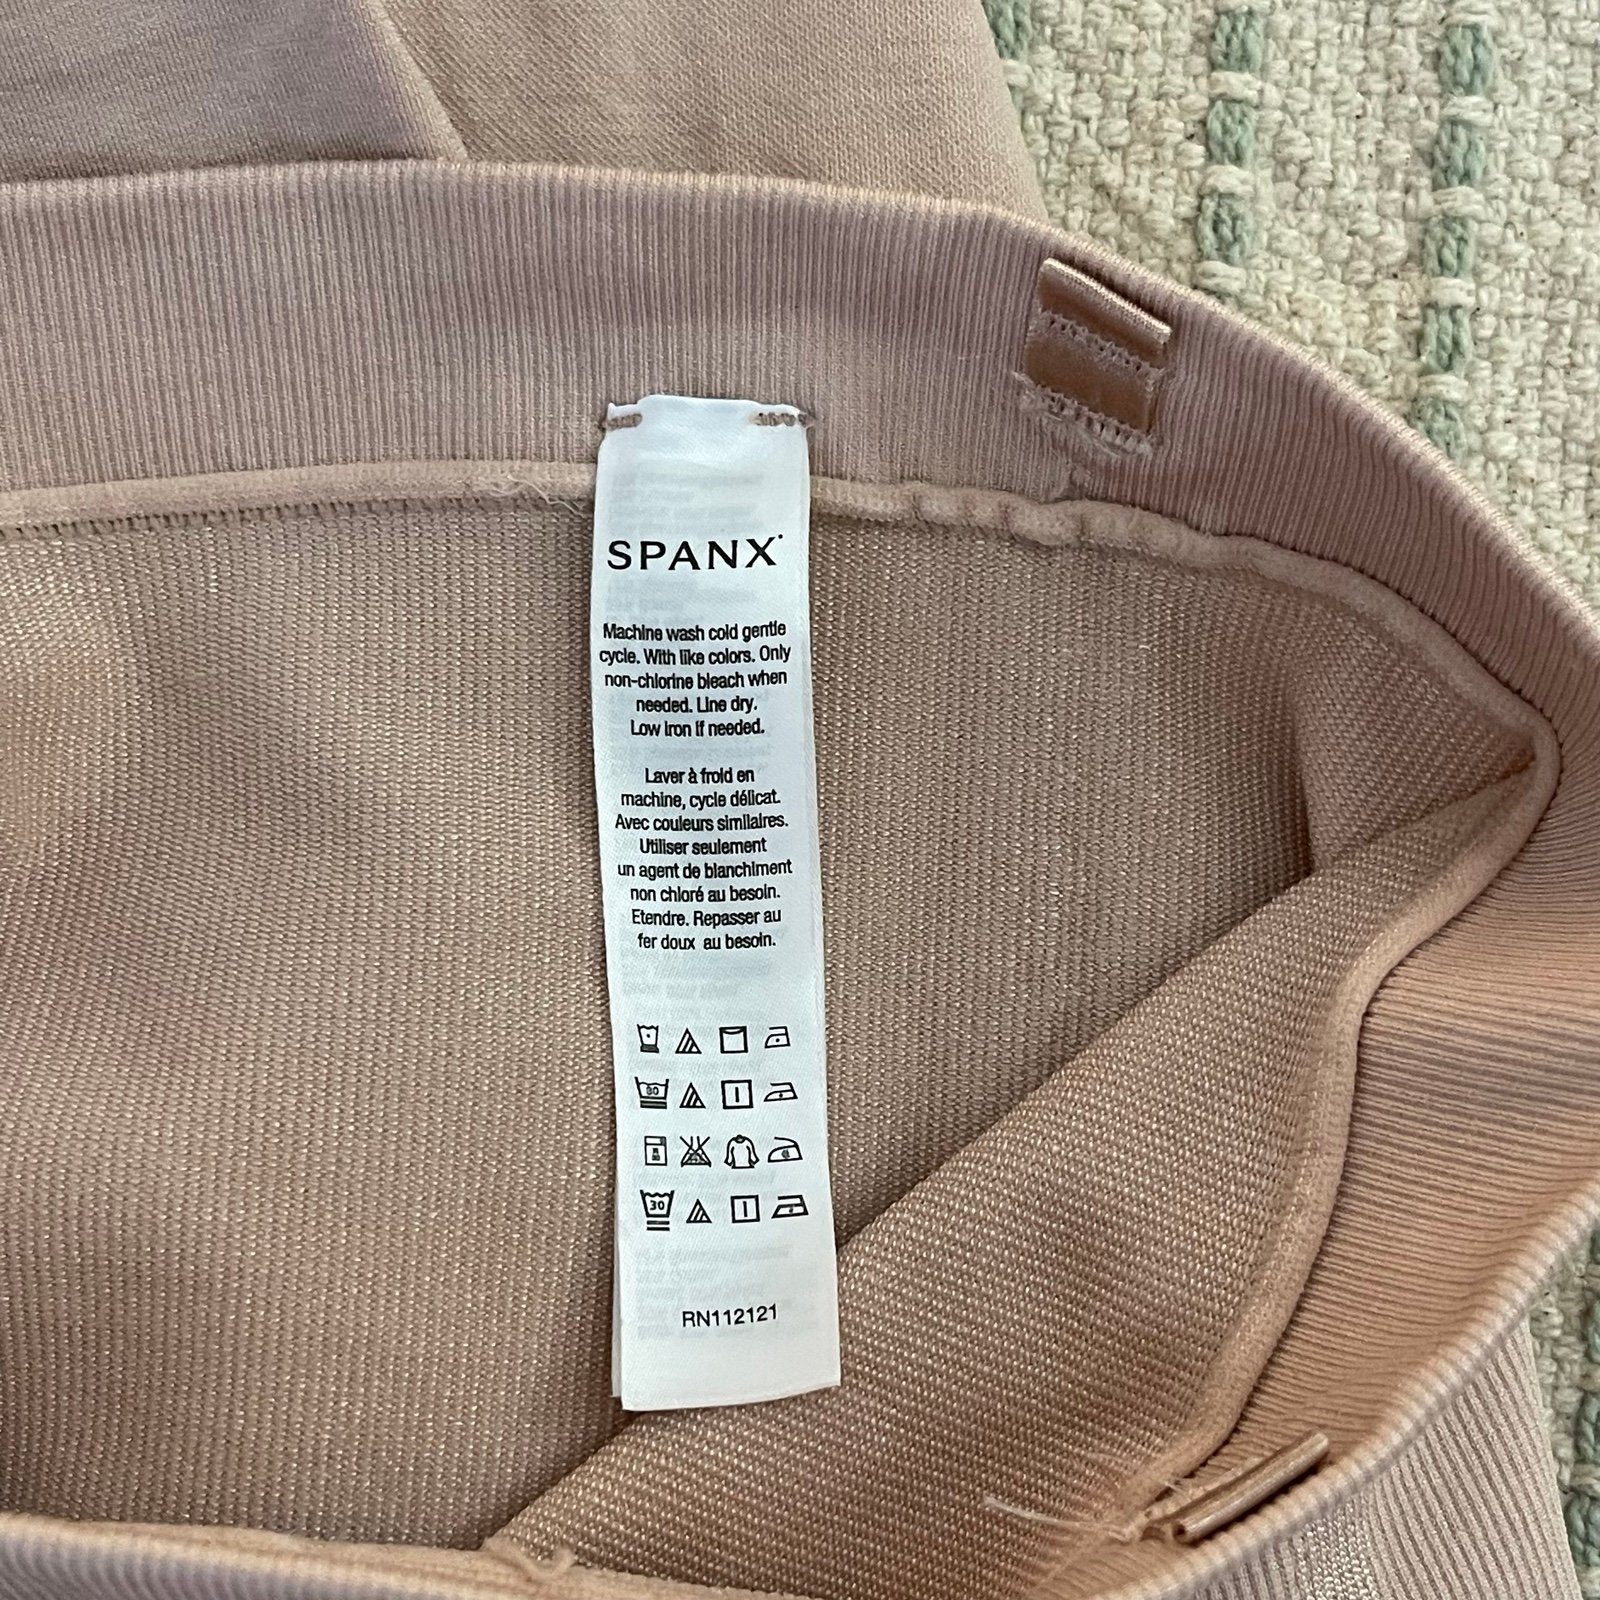 SPANX
Machine wash cold gentle
cycle. With like colors. Only
non-chlorine bleach when
needed. Line dry.
Low iron if needed.
Laver à froid en
machine, cycle délicat.
Avec couleurs similaires.
Utiliser seulement
un agent de blanchiment
non chloré au besoin.
Etendre. Repasser au
fer doux au besoin.
30
30
RN112121